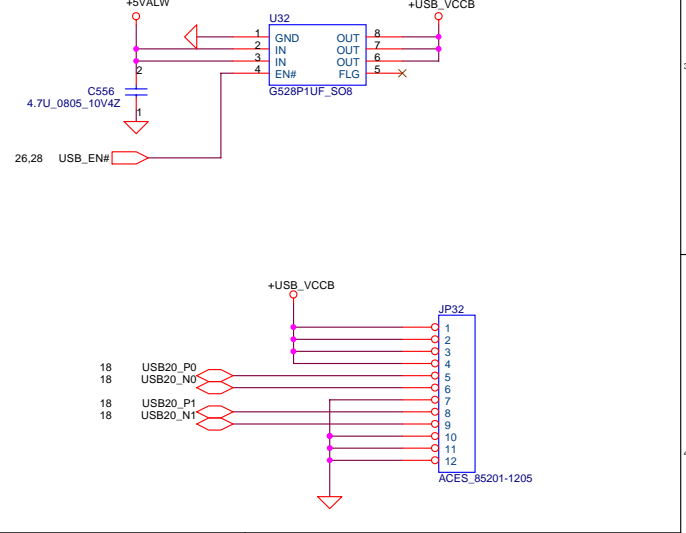 +5VALW
+USB_VCCB
U32
1 GND OUT 8
2 IN OUT 7
3 IN OUT 6
4 EN# FLG 5
G528P1UF_SO8
2
C556
4.7U_0805_10V4Z
1
26,28 USB_EN#
3
+USB_VCCB
JP32
1
2
3
4
18 USB20_P0 5
18 USB20_N0 6
7
18 USB20_P1 8
18 USB20_N1 9
10
11
12
ACES_85201-1205
4